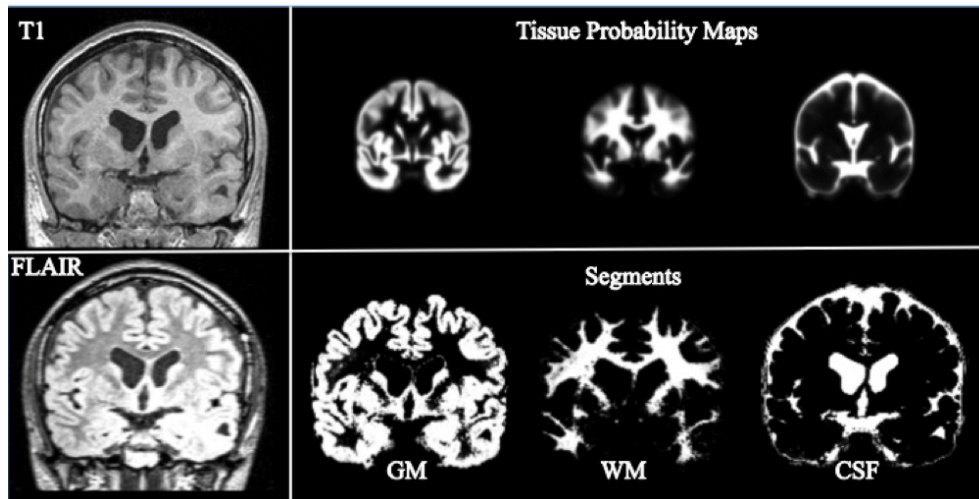 T1
Tissue Probability Maps
FLAIR
Segments
GM
WM
CSF